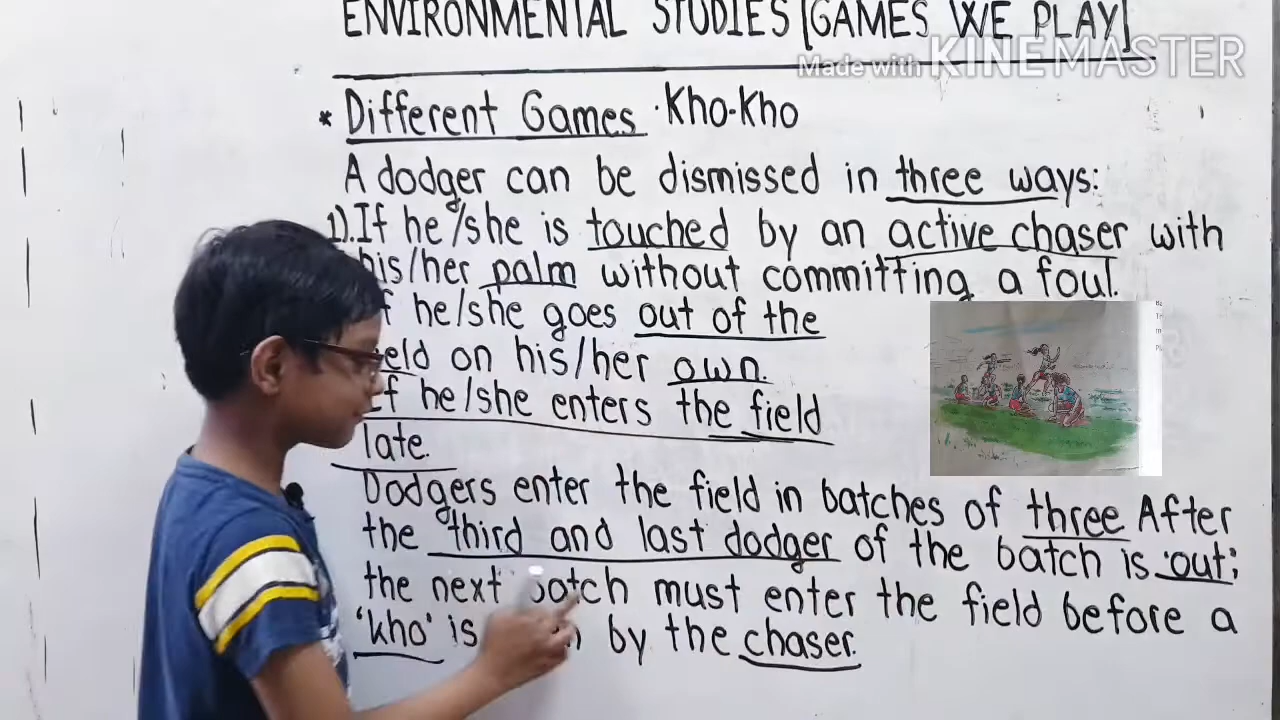 ENVIRONMENTAL STUDIES [GAMES WE PLAY]
Made with KINEMASTER
* Different Games · Kho-Kho
A dodger can be dismissed in three ways:
1). If he/she is touched by an active chaser with
his/her palm without committing a foul.
he/she goes out of the
on his/her own.
If he/she enters the field
late.
Dodgers enter the field in batches of three After
the third and last dodger of the batch is 'out';
the next batch must enter the field before a
'kho' is by the chaser.